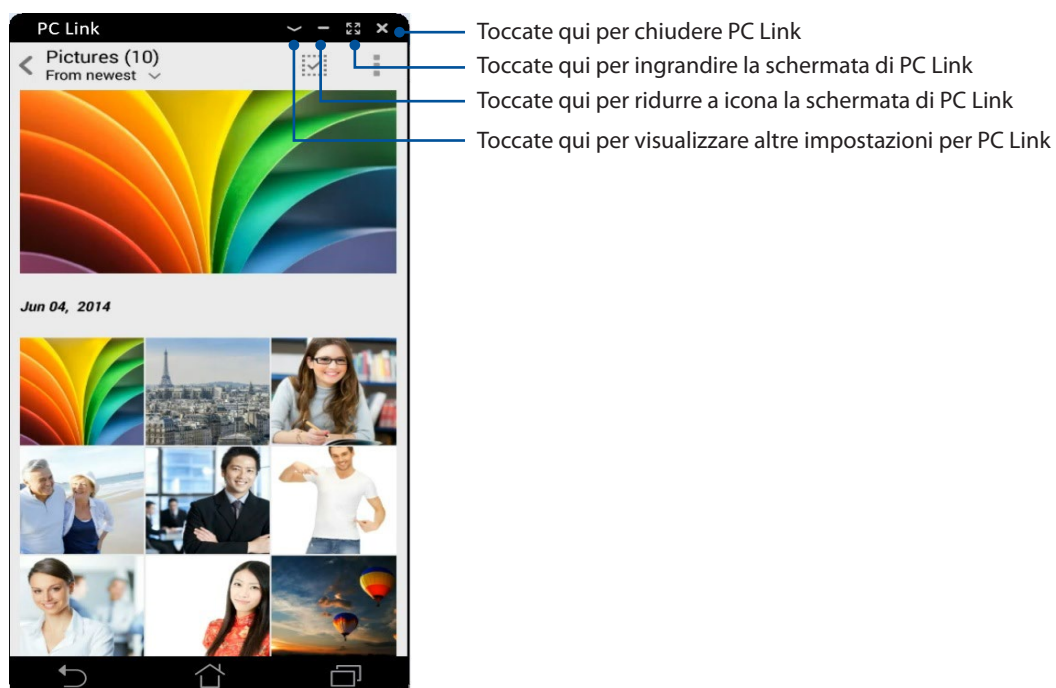 PC Link
Pictures (10)
From newest
Jun 04, 2014
Toccate qui per chiudere PC Link
Toccate qui per ingrandire la schermata di PC Link
Toccate qui per ridurre a icona la schermata di PC Link
Toccate qui per visualizzare altre impostazioni per PC Link